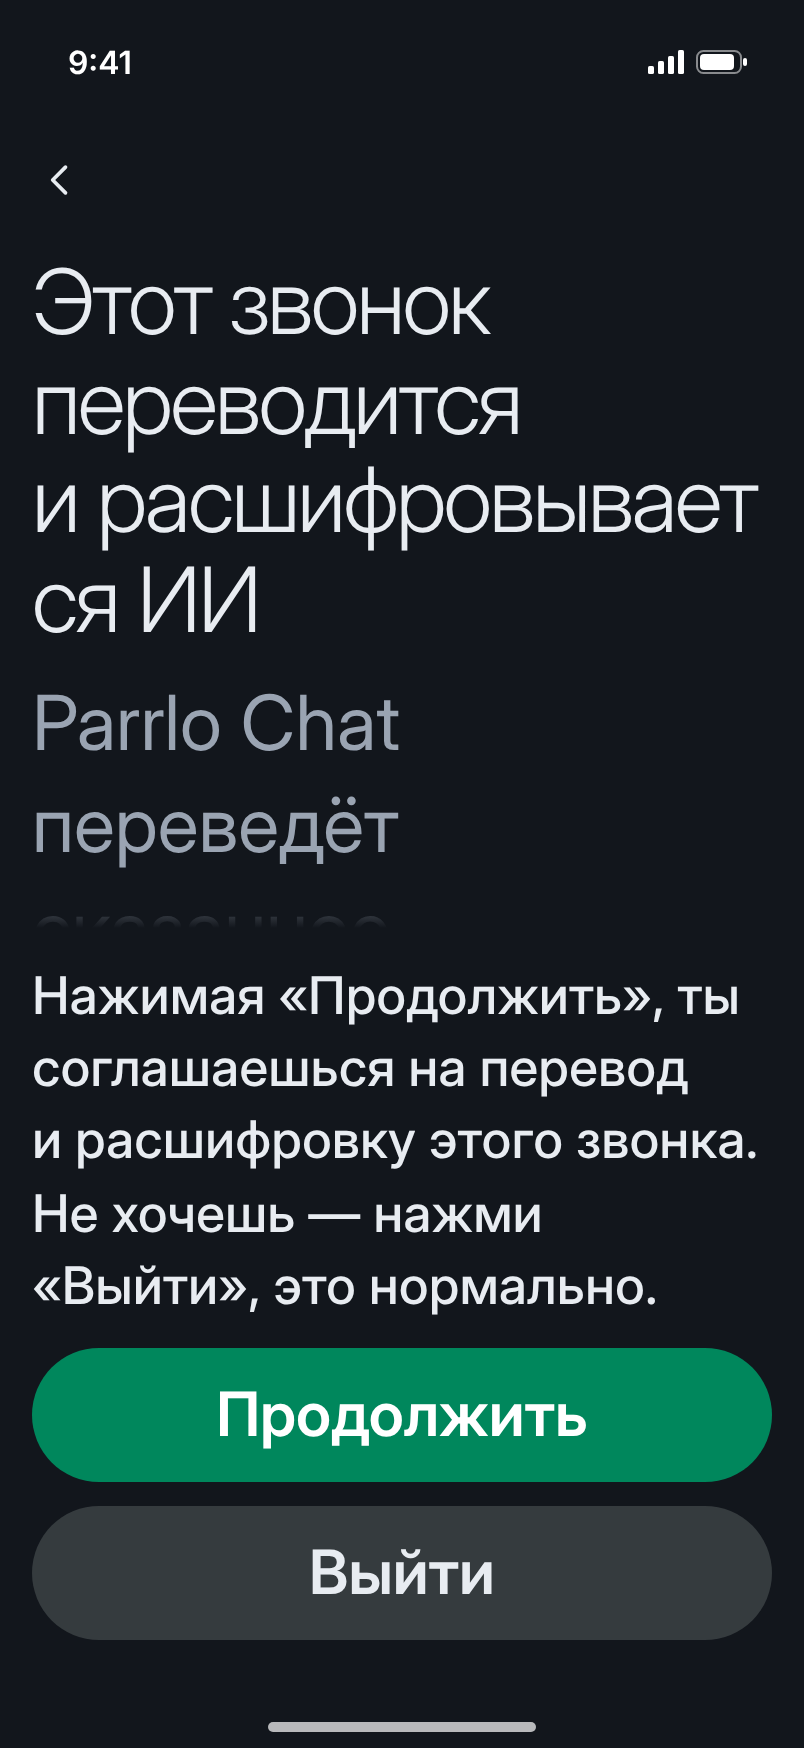 9:41
Этот звонок
переводится
и расшифровывает
ся ИИ
Parrlo Chat
переведёт
Нажимая «Продолжить», ты
соглашаешься на перевод
и расшифровку этого звонка.
Не хочешь — нажми
«Выйти», это нормально.
Продолжить
Выйти